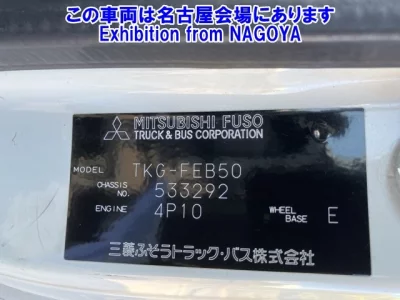 この車両は名古屋会場にあります
Exhibition from NAGOYA
MITSUBISHI FUSO
TRUCK & BUS CORPORATION
MODEL TKG-FEB50
CHASSIS NO. 533292
ENGINE 4P10 WHEEL BASE E
三菱ふそうトラック・バス株式会社